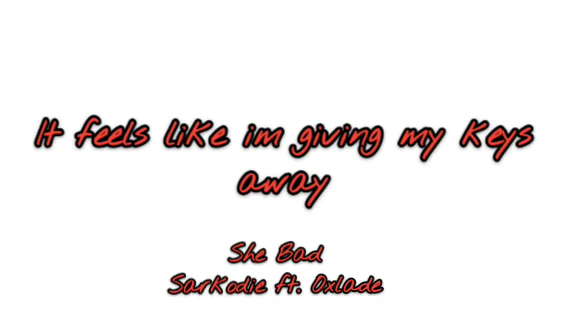 It feels like im giving my keys
away
She Bad
Sarkodie ft. Oxlade